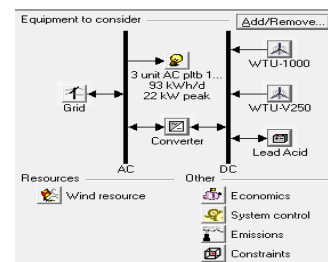 Equipment to consider
Add/Remove...
3 unit AC pltb 1...
93 kWh/d
22 kW peak
WTU-1000
Grid
WTU-V250
Converter
Lead Acid
AC
DC
Resources
Other
Wind resource
Economics
System control
Emissions
Constraints